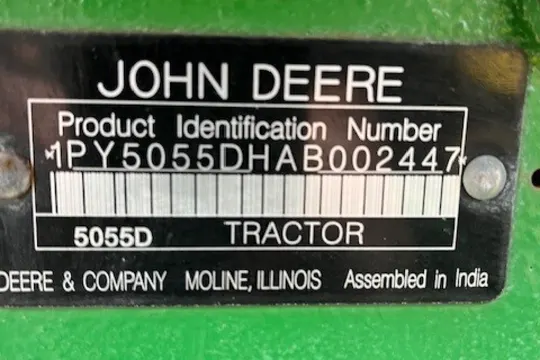 JOHN DEERE
Product Identification Number
*1PY5055DHAB002447*
5055D TRACTOR
DEERE & COMPANY MOLINE, ILLINOIS Assembled in India